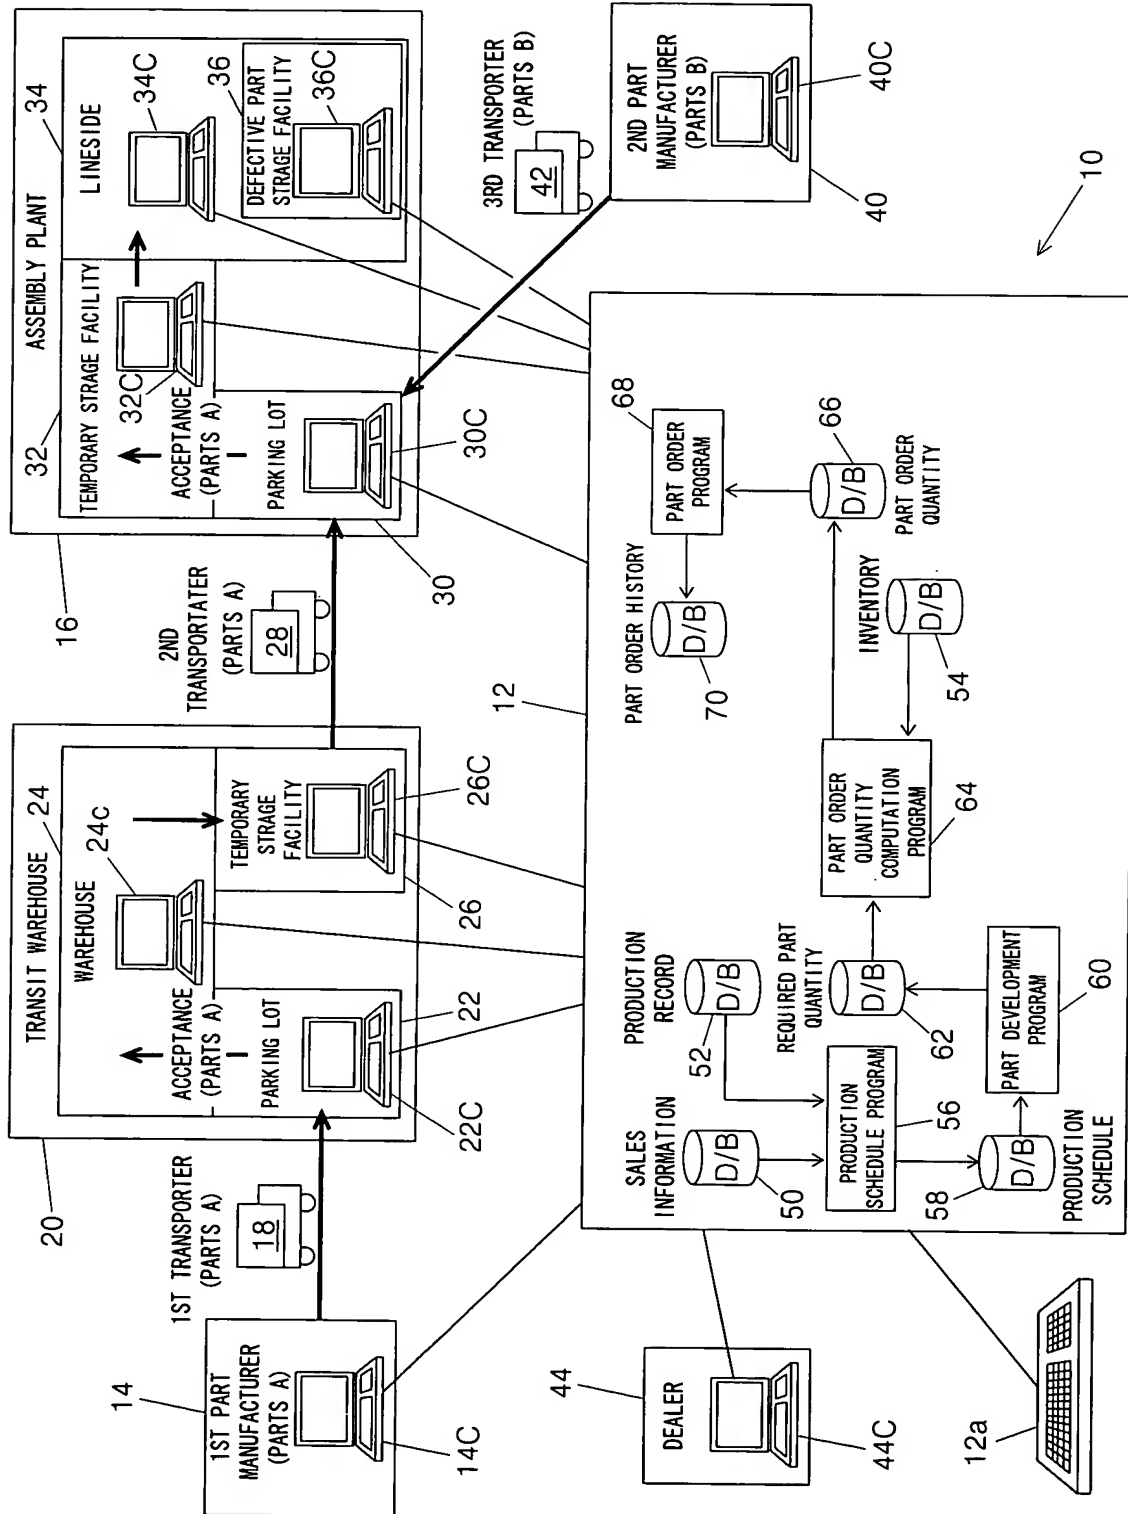 ASSEMBLY PLANT
34
32
16
TEMPORARY STRAGE FACILITY
32C
LINESIDE
34C
36
DEFECTIVE PART
STRAGE FACILITY
36C
ACCEPTANCE
(PARTS A)
PARKING LOT
30C
30
3RD TRANSPORTER
(PARTS B)
42
2ND PART
MANUFACTURER
(PARTS B)
40C
40
2ND
TRANSPORTATER
(PARTS A)
28
TRANSIT WAREHOUSE
24
20
WAREHOUSE
24c
TEMPORARY
STRAGE
FACILITY
26C
26
ACCEPTANCE
(PARTS A)
PARKING LOT
22
22C
1ST TRANSPORTER
(PARTS A)
18
14
1ST PART
MANUFACTURER
(PARTS A)
14C
44
DEALER
44C
12a
12
10
SALES
INFORMATION
D/B
50
PRODUCTION
RECORD
D/B
52
PRODUCTION
SCHEDULE PROGRAM
56
D/B
58
PRODUCTION
SCHEDULE
PART DEVELOPMENT
PROGRAM
60
REQUIRED PART
QUANTITY
D/B
62
PART ORDER
QUANTITY
COMPUTATION
PROGRAM
64
INVENTORY
D/B
54
D/B
66
PART ORDER
QUANTITY
PART ORDER
PROGRAM
68
PART ORDER HISTORY
D/B
70